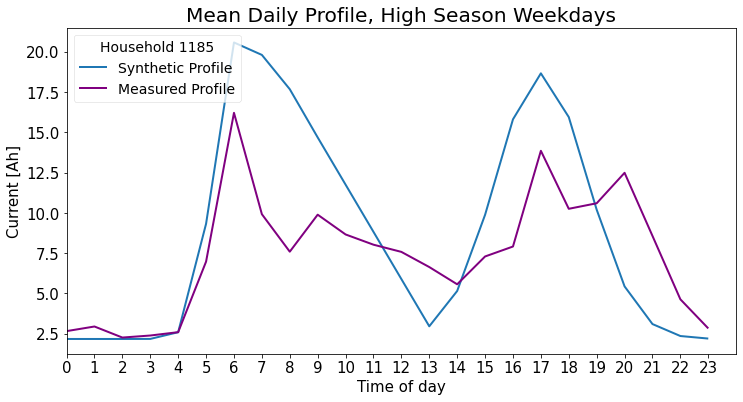 Mean Daily Profile, High Season Weekdays
Household 1185
Synthetic Profile
Measured Profile
20.0
17.5
15.0
12.5
10.0
7.5
5.0
2.5
Current [Ah]
0 1 2 3 4 5 6 7 8 9 10 11 12 13 14 15 16 17 18 19 20 21 22 23
Time of day